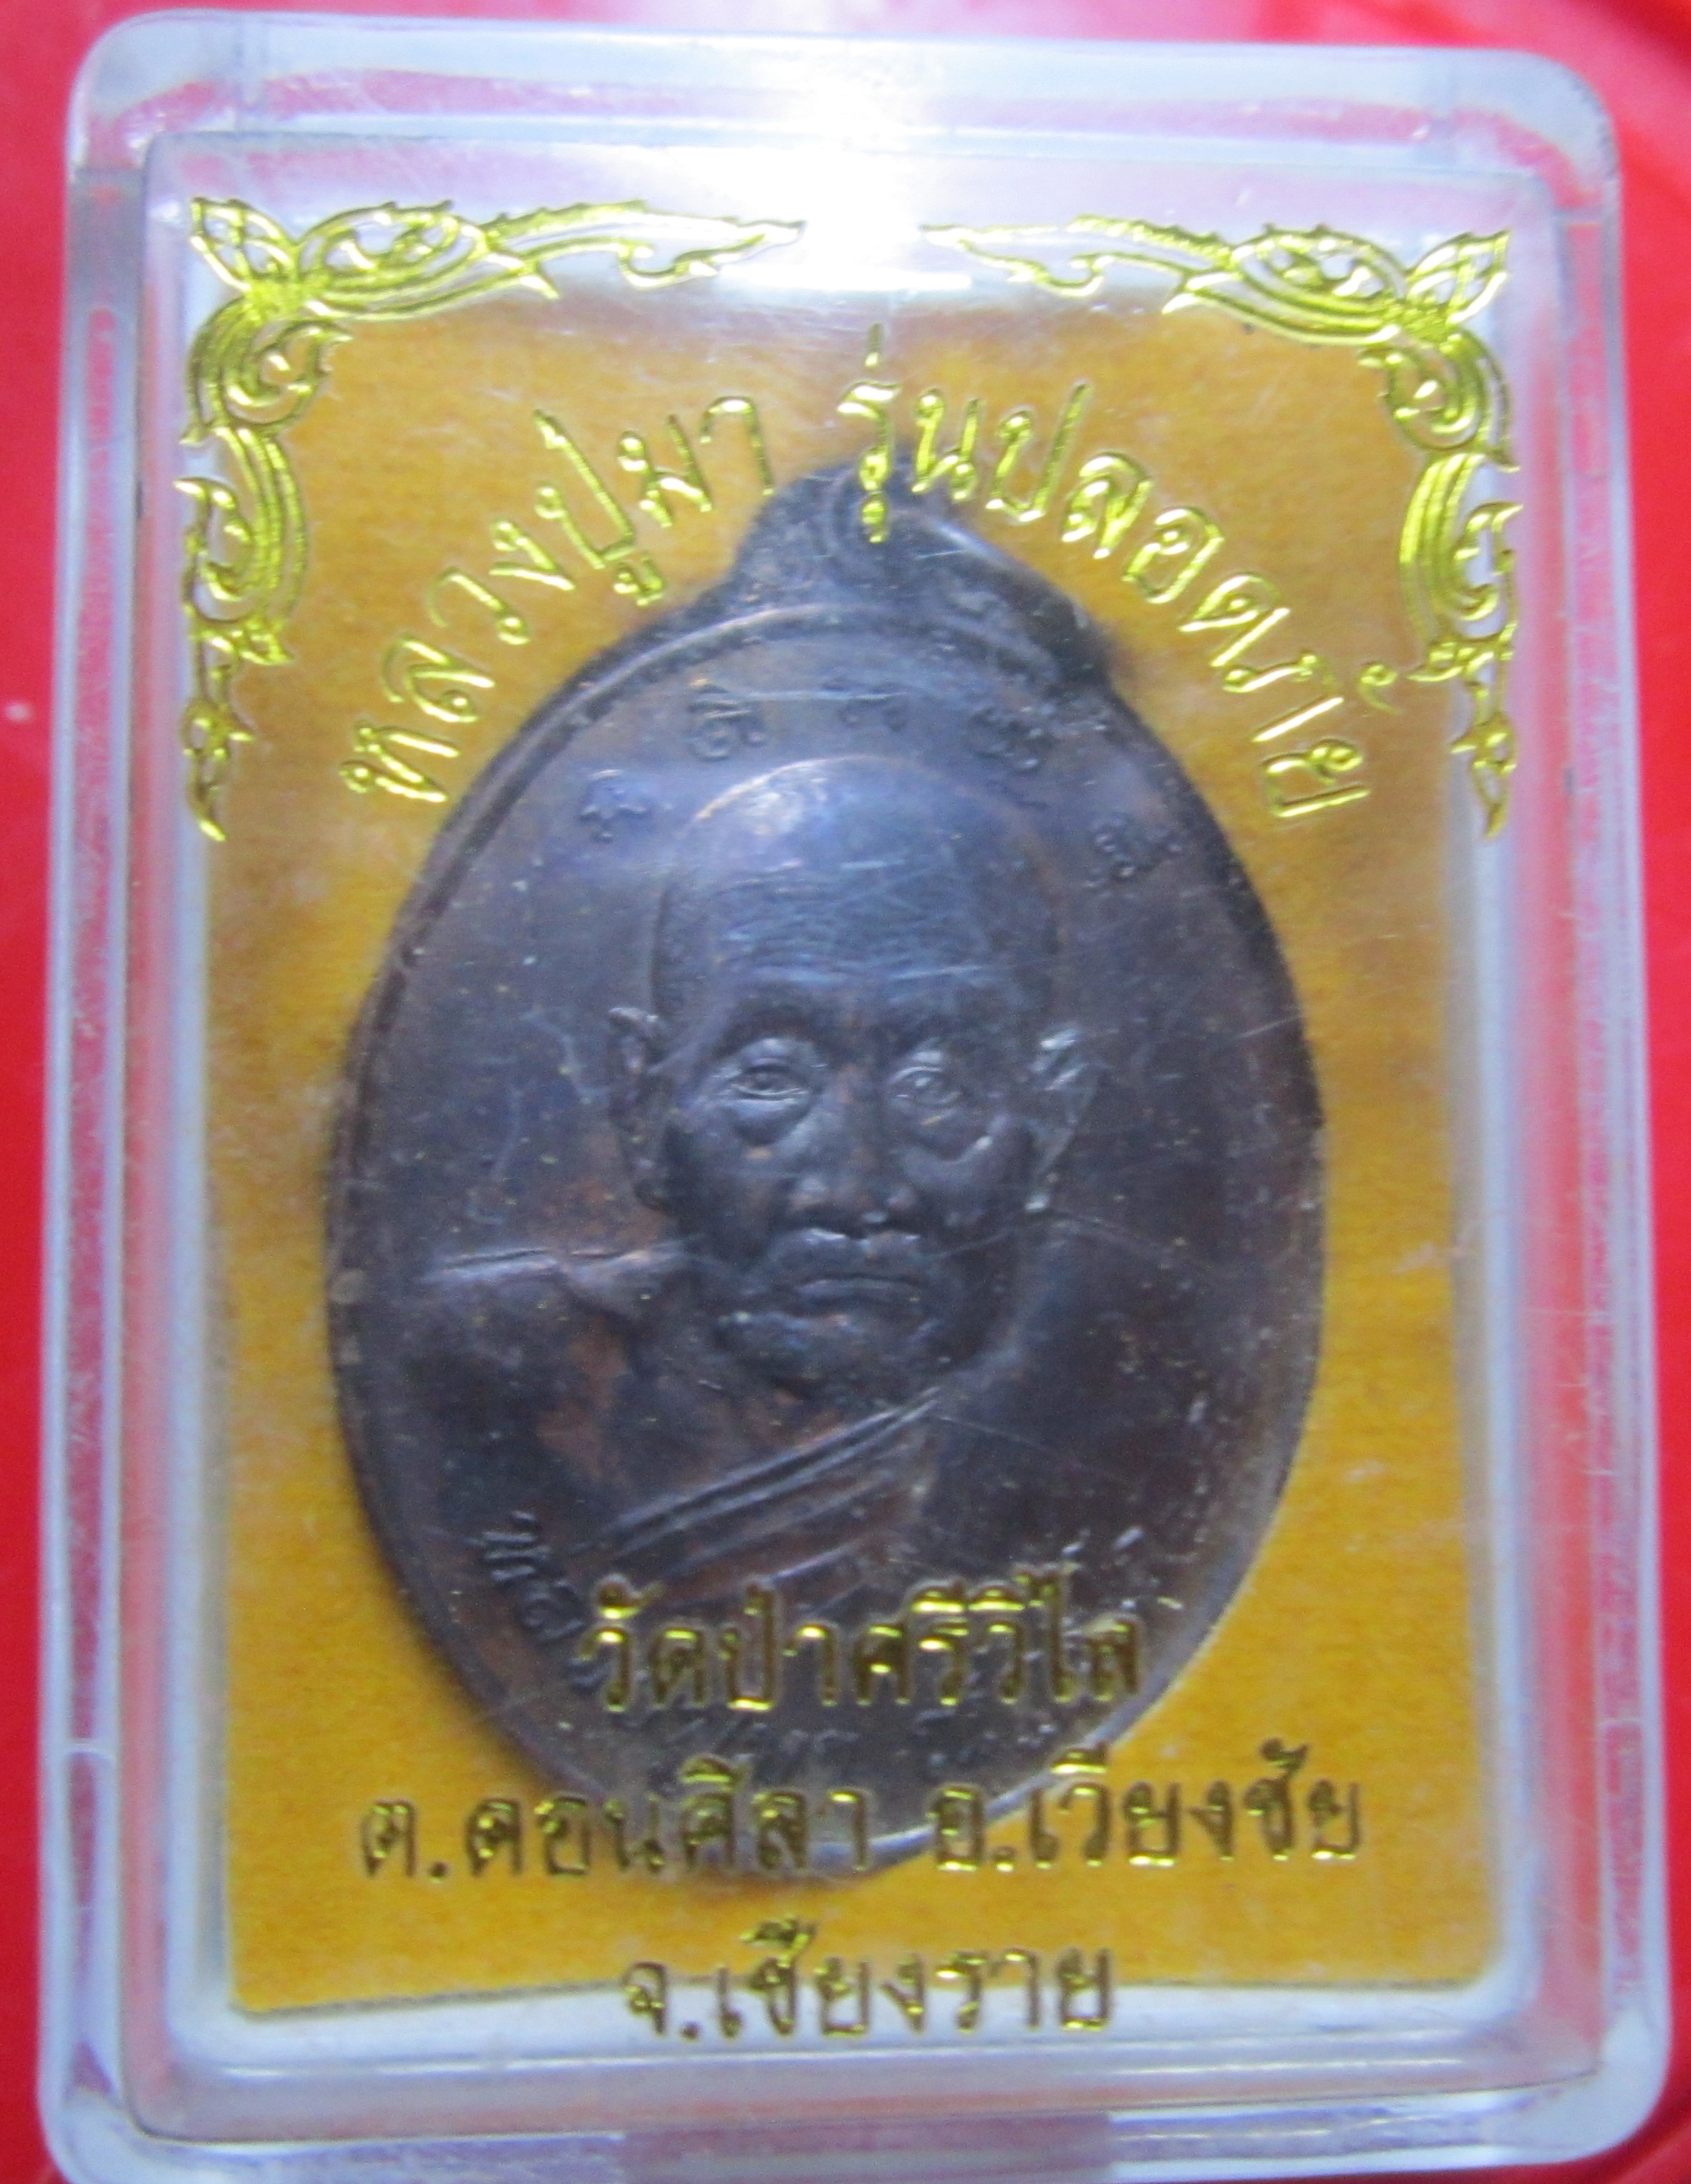 หลวงปู่มา รุ่นปลอดภัย
วัดป่าศรีวิไล
ต.ดอนศิลา อ.เวียงชัย
จ.เชียงราย